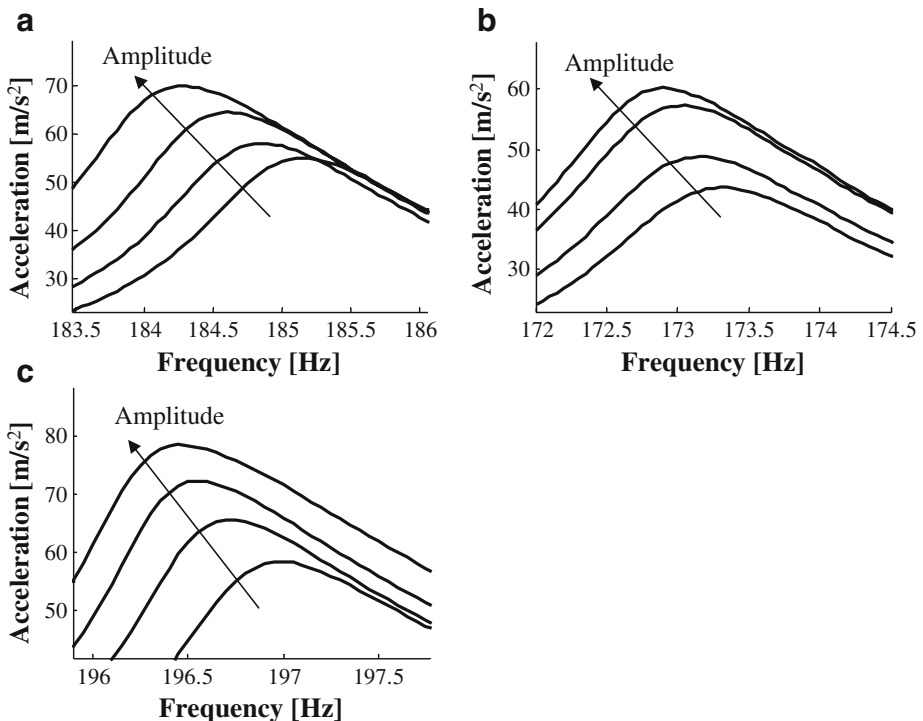 a
Amplitude
Acceleration [m/s²]
70
60
50
40
30
183.5 184 184.5 185 185.5 186
Frequency [Hz]
b
Amplitude
Acceleration [m/s²]
60
50
40
30
172 172.5 173 173.5 174 174.5
Frequency [Hz]
c
Amplitude
Acceleration [m/s²]
80
70
60
50
196 196.5 197 197.5
Frequency [Hz]